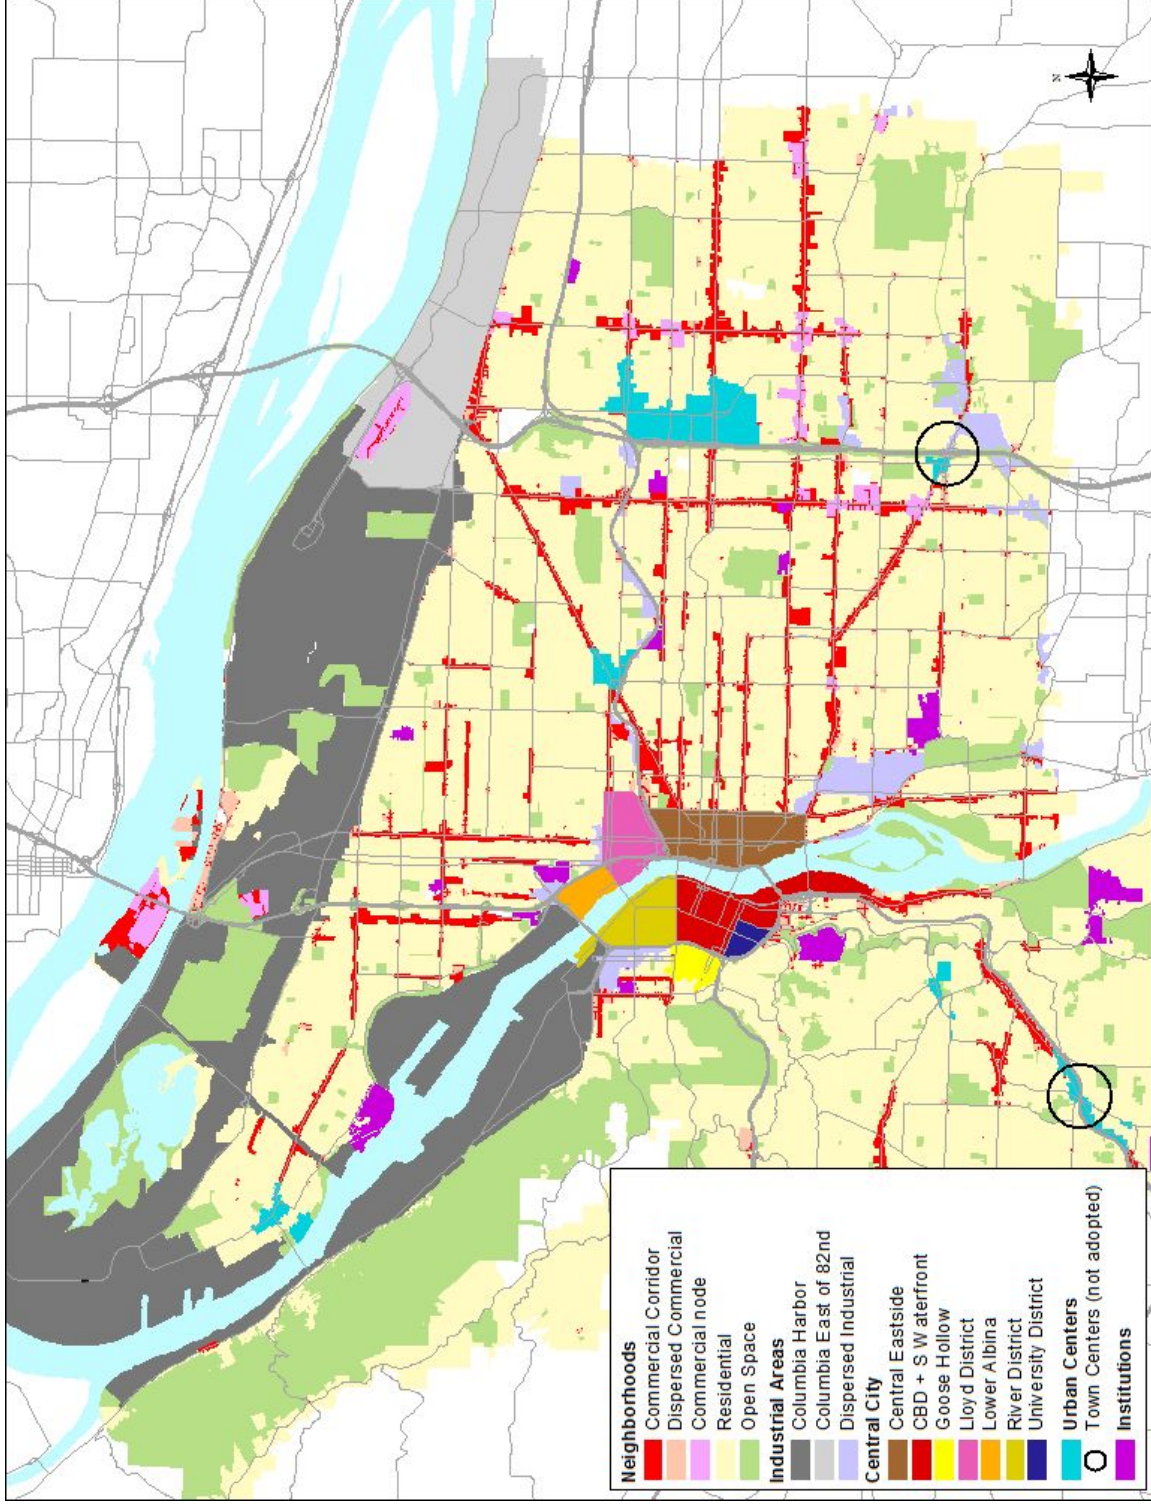 N
Neighborhoods
Commercial Corridor
Dispersed Commercial
Commercial node
Residential
Open Space
Industrial Areas
Columbia Harbor
Columbia East of 82nd
Dispersed Industrial
Central City
Central Eastside
CBD + S Waterfront
Goose Hollow
Lloyd District
Lower Albina
River District
University District
Urban Centers
Town Centers (not adopted)
Institutions